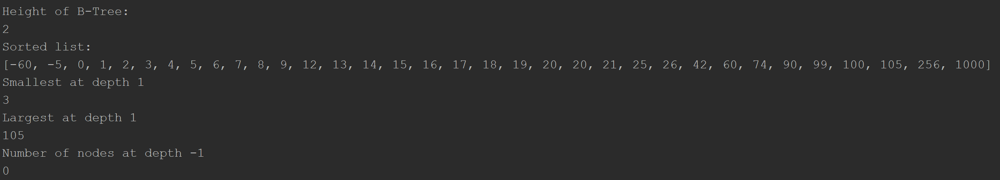 Height of B-Tree:
2
Sorted list:
[-60, -5, 0, 1, 2, 3, 4, 5, 6, 7, 8, 9, 12, 13, 14, 15, 16, 17, 18, 19, 20, 20, 21, 25, 26, 42, 60, 74, 90, 99, 100, 105, 256, 1000]
Smallest at depth 1
3
Largest at depth 1
105
Number of nodes at depth -1
0